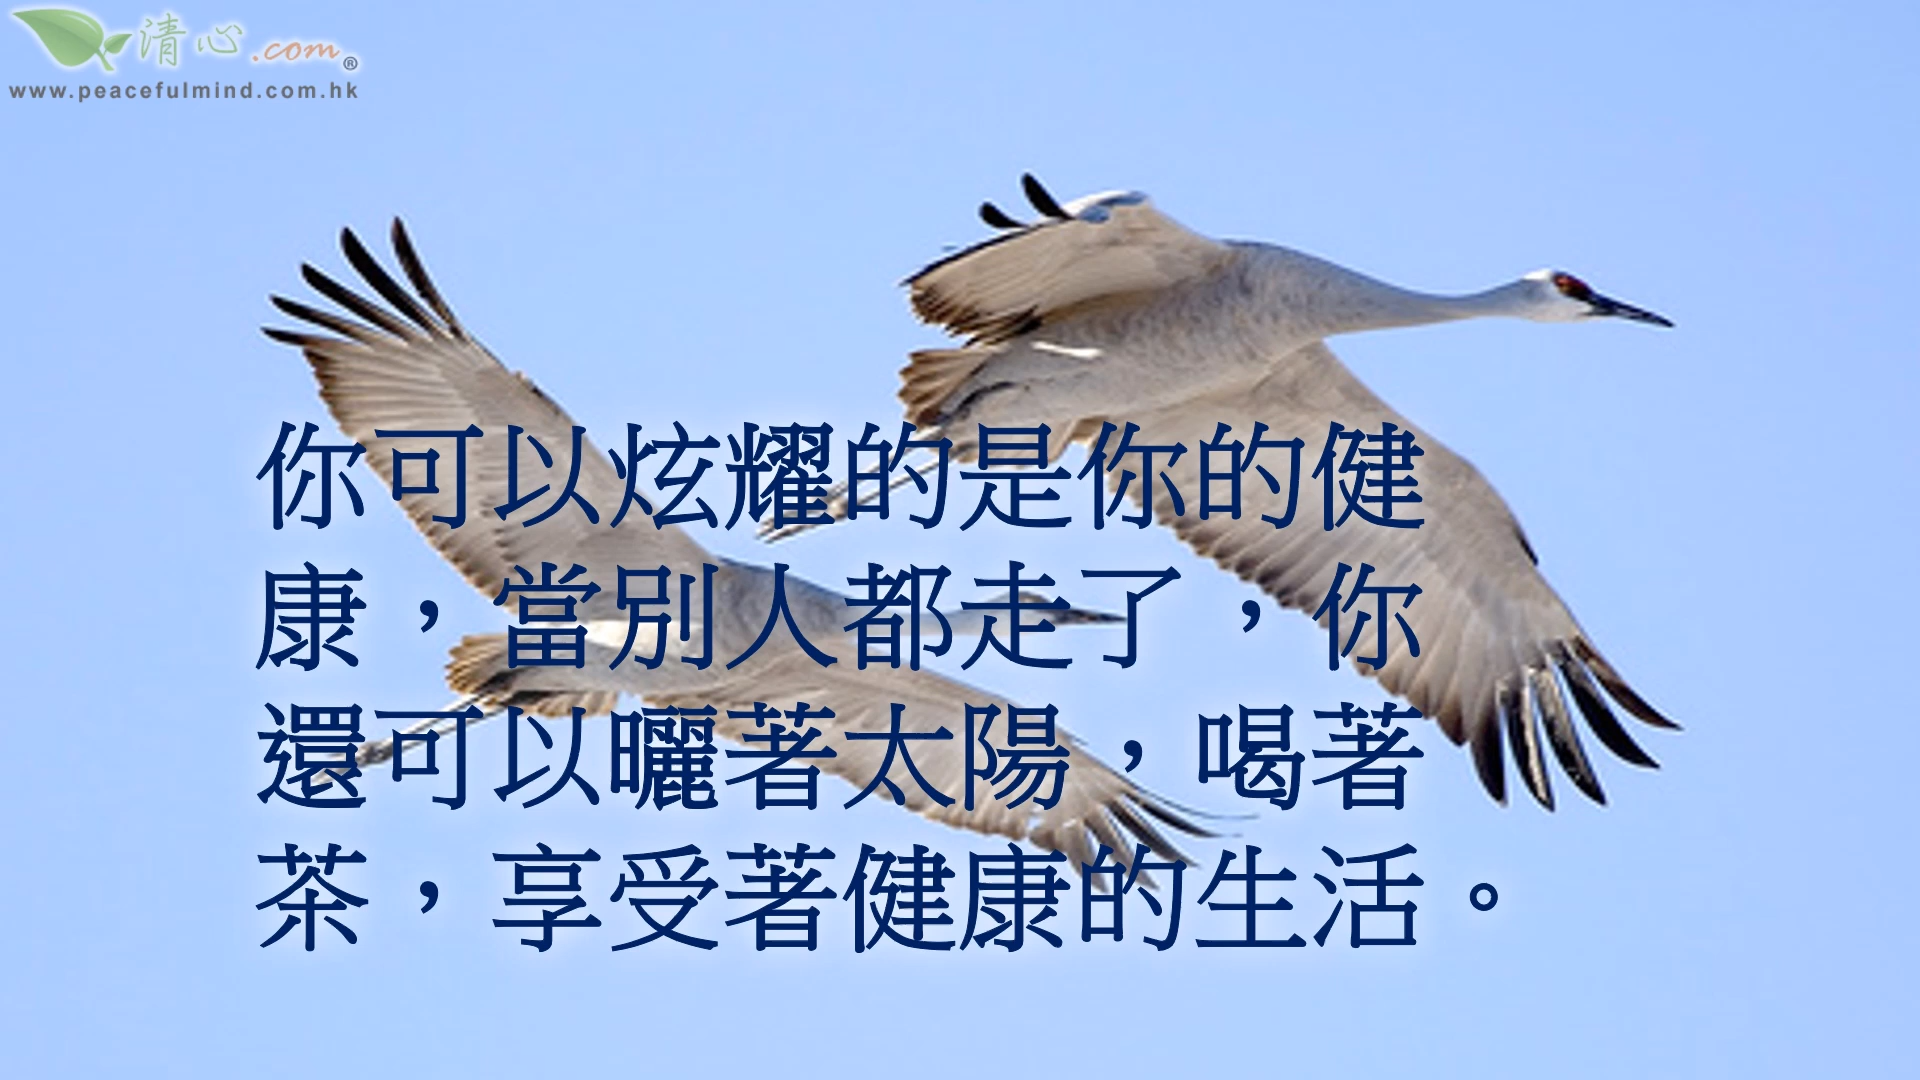 清心.com®
www.peacefulmind.com.hk
你可以炫耀的是你的健
康，當別人都走了，你
還可以曬著太陽，喝著
茶，享受著健康的生活。